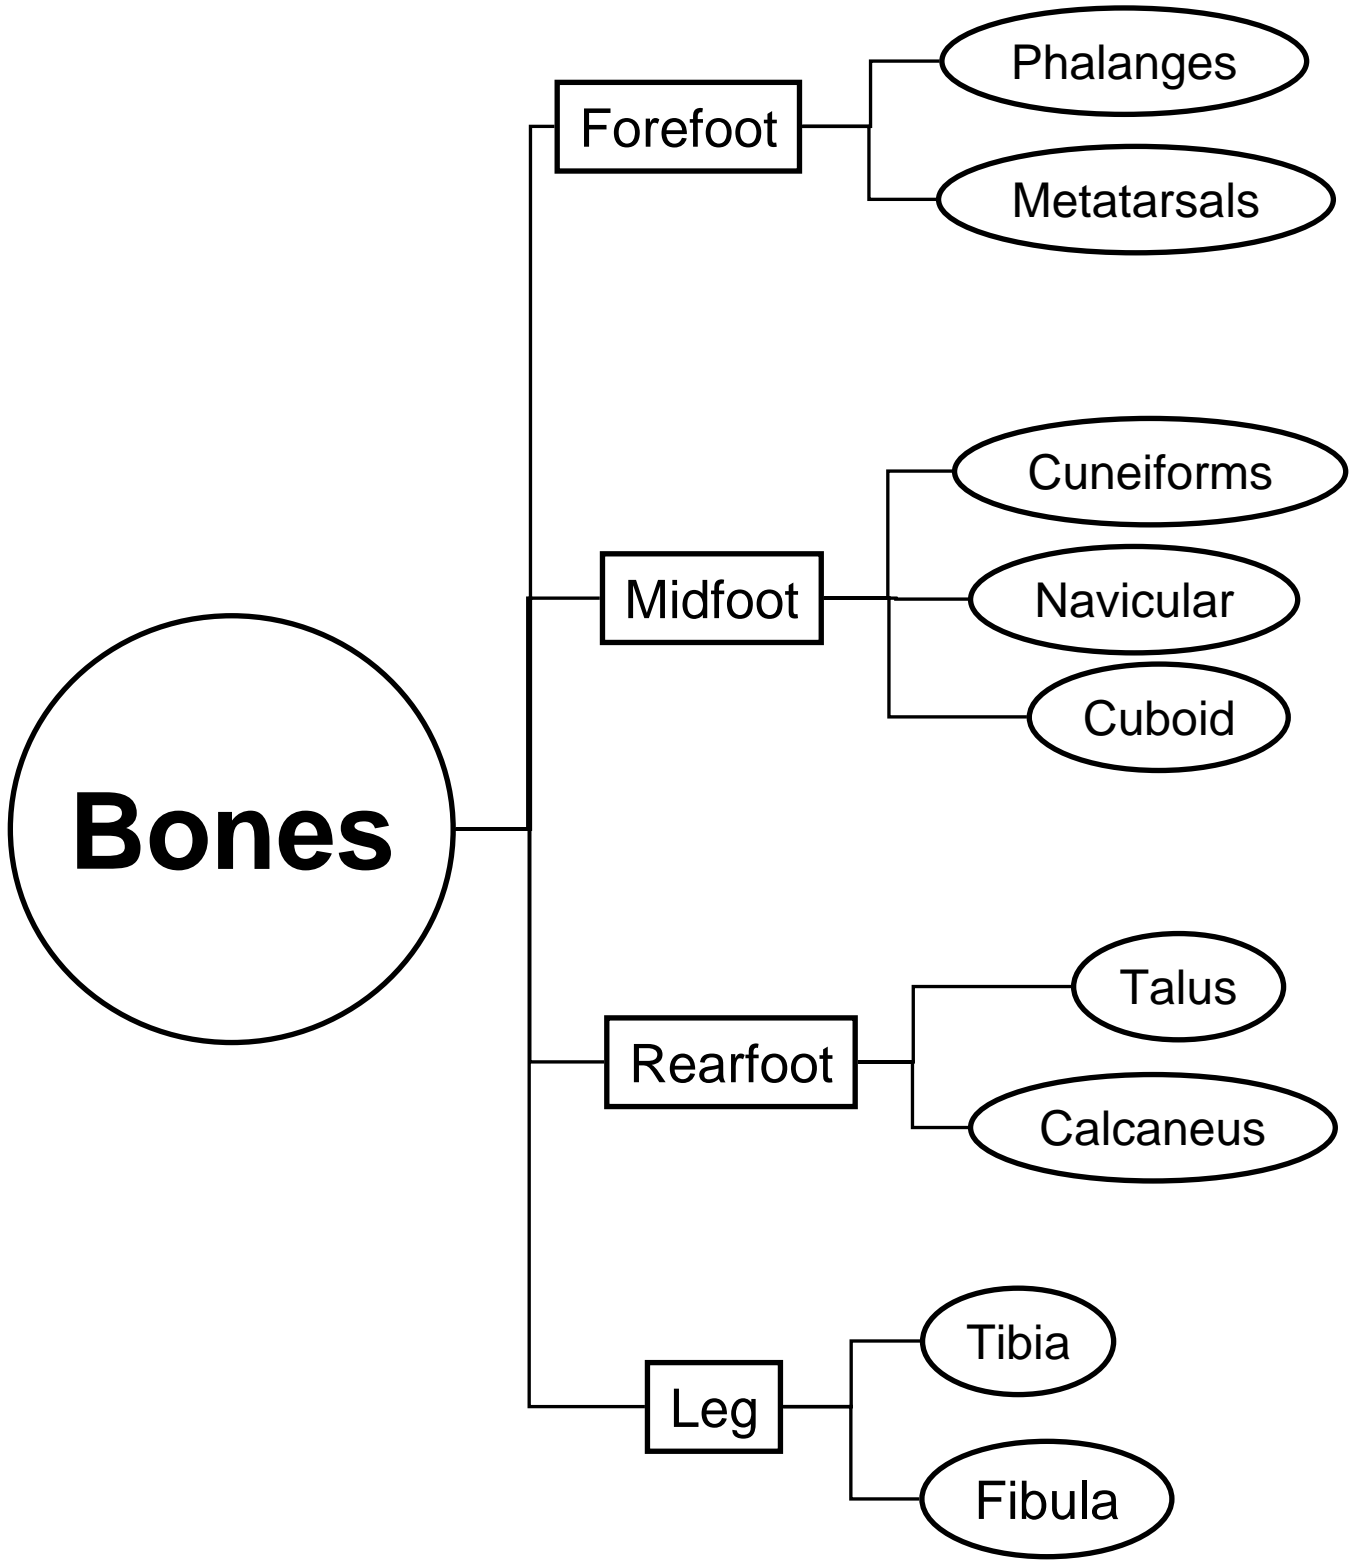 Phalanges
Forefoot
Metatarsals
Cuneiforms
Midfoot
Navicular
Cuboid
Bones
Talus
Rearfoot
Calcaneus
Tibia
Leg
Fibula